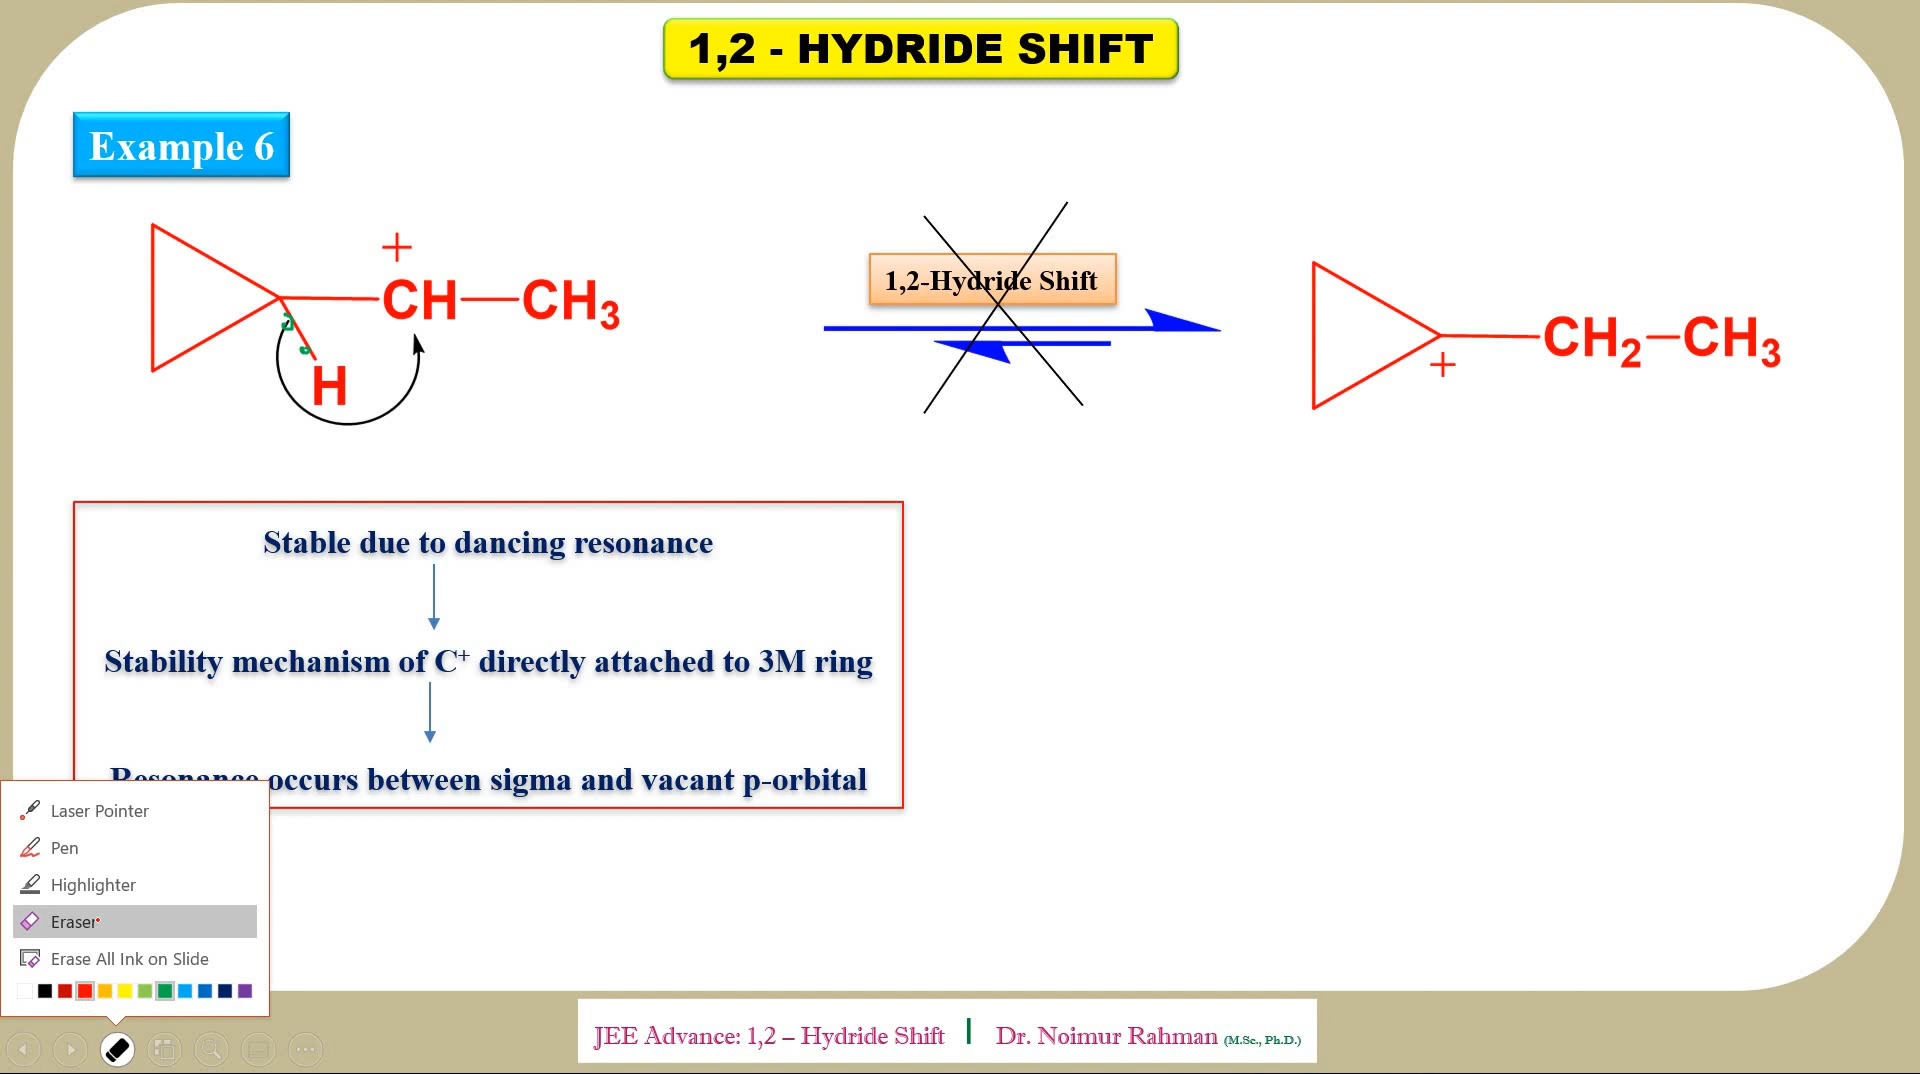 1,2 - HYDRIDE SHIFT
Example 6
+
CH—CH3
H
1,2-Hydride Shift
CH2—CH3
+
Stable due to dancing resonance
Stability mechanism of C+ directly attached to 3M ring
Resonance occurs between sigma and vacant p-orbital
Laser Pointer
Pen
Highlighter
Eraser
Erase All Ink on Slide
JEE Advance: 1,2 – Hydride Shift | Dr. Noimur Rahman (M.Sc., Ph.D.)